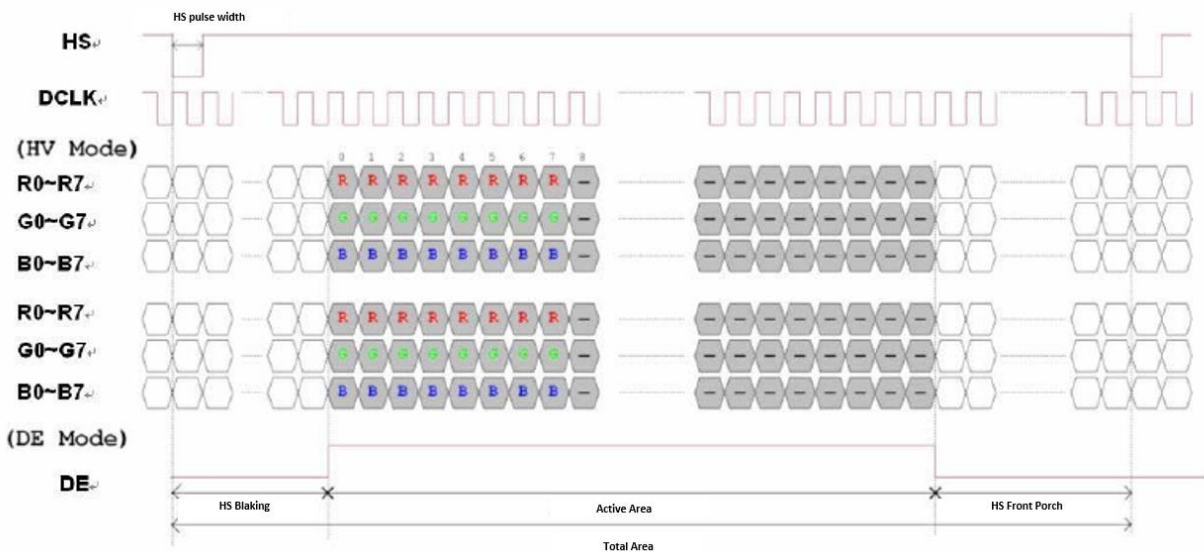 HS pulse width
HS
DCLK
(HV Mode)
0 1 2 3 4 5 6 7 8
R0~R7 R R R R R R R R
G0~G7 G G G G G G G G
B0~B7 B B B B B B B B
R0~R7 R R R R R R R R
G0~G7 G G G G G G G G
B0~B7 B B B B B B B B
(DE Mode)
DE
HS Blaking Active Area HS Front Porch
Total Area